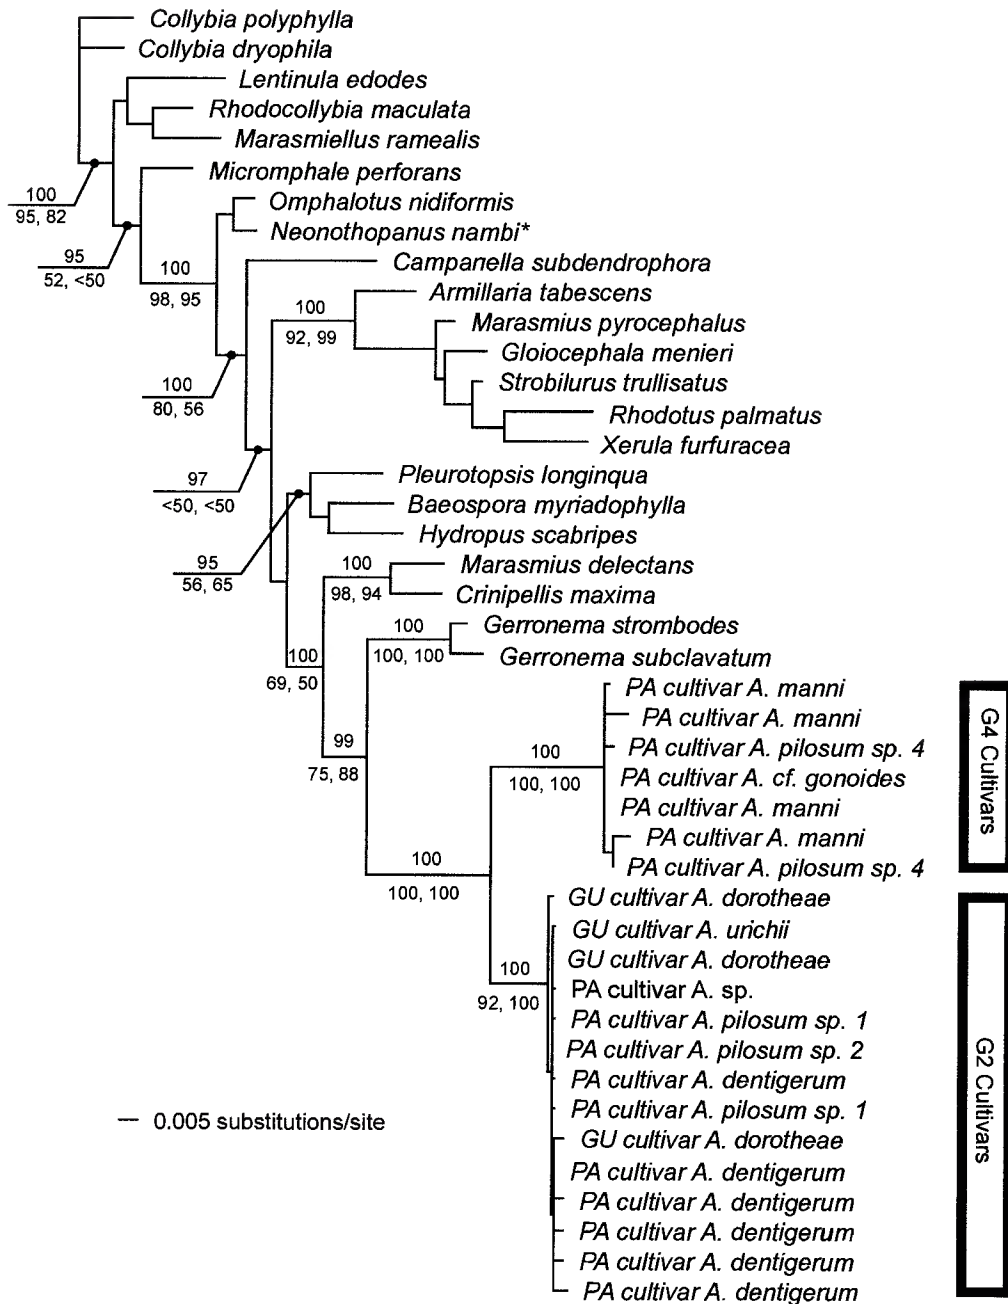 Collybia polyphylla
Collybia dryophila
Lentinula edodes
Rhodocollybia maculata
Marasmiellus ramealis
Micromphale perforans
100
95, 82
Omphalotus nidiformis
Neonothopanus nambi*
95
52, <50
100
98, 95
Campanella subdendrophora
Armillaria tabescens
100
92, 99
Marasmius pyrocephalus
Gloiocephala menieri
100
80, 56
Strobilurus trullisatus
Rhodotus palmatus
Xerula furfuracea
97
<50, <50
Pleurotopsis longinqua
Baeospora myriadophylla
Hydropus scabripes
95
56, 65
100
98, 94
Marasmius delectans
Crinipellis maxima
100
100, 100
Gerronema strombodes
Gerronema subclavatum
100
69, 50
PA cultivar A. manni
PA cultivar A. manni
99
75, 88
100
100, 100
PA cultivar A. pilosum sp. 4
PA cultivar A. cf. gonoides
PA cultivar A. manni
PA cultivar A. manni
PA cultivar A. pilosum sp. 4
G4 Cultivars
100
100, 100
GU cultivar A. dorotheae
GU cultivar A. urichii
GU cultivar A. dorotheae
100
92, 100
PA cultivar A. sp.
PA cultivar A. pilosum sp. 1
PA cultivar A. pilosum sp. 2
PA cultivar A. dentigerum
PA cultivar A. pilosum sp. 1
GU cultivar A. dorotheae
PA cultivar A. dentigerum
PA cultivar A. dentigerum
PA cultivar A. dentigerum
PA cultivar A. dentigerum
PA cultivar A. dentigerum
G2 Cultivars
0.005 substitutions/site